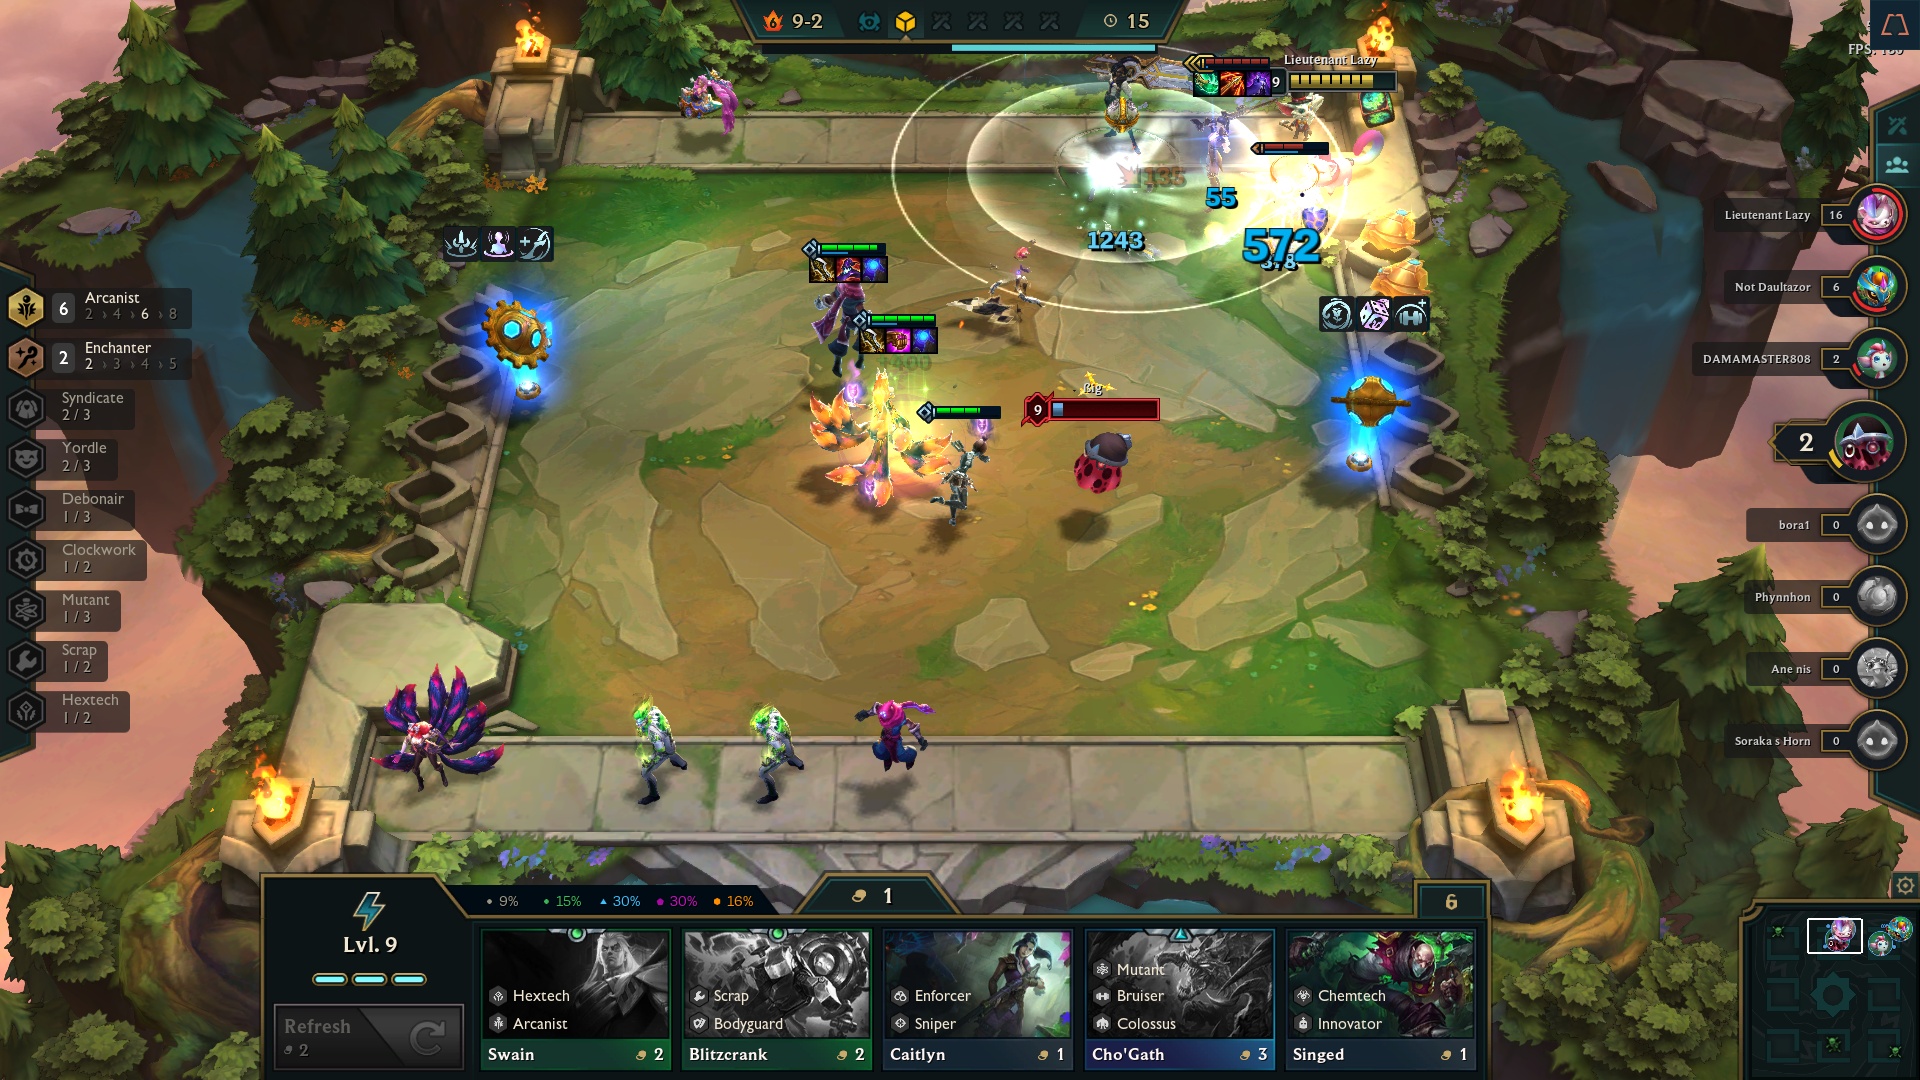 9-2
15
FPS:
Lieutenant Lazy
9
135
55
1243
572
Lieutenant Lazy 16
Not Daultazor 6
DAMAMASTER808 2
2
bora1 0
Phynnhon 0
Ane nis 0
Soraka s Horn 0
6 Arcanist
2 › 4 › 6 › 8
2 Enchanter
2 › 3 › 4 › 5
Syndicate
2 / 3
Yordle
2 / 3
Debonair
1 / 3
Clockwork
1 / 2
Mutant
1 / 3
Scrap
1 / 2
Hextech
1 / 2
ßig
9
9% 15% 30% 30% 16%
1
6
Lvl. 9
Refresh
2
Hextech
Arcanist
Swain 2
Scrap
Bodyguard
Blitzcrank 2
Enforcer
Sniper
Caitlyn 1
Mutant
Bruiser
Colossus
Cho'Gath 3
Chemtech
Innovator
Singed 1